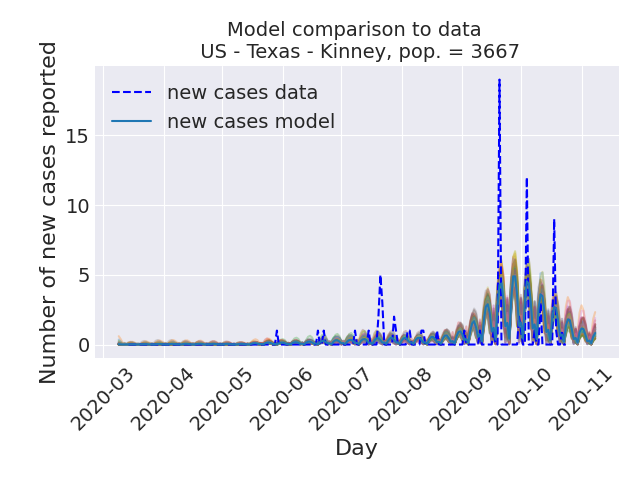 Model comparison to data
US - Texas - Kinney, pop. = 3667
new cases data
new cases model
Number of new cases reported
15
10
5
0
2020-03
2020-04
2020-05
2020-06
2020-07
2020-08
2020-09
2020-10
2020-11
Day